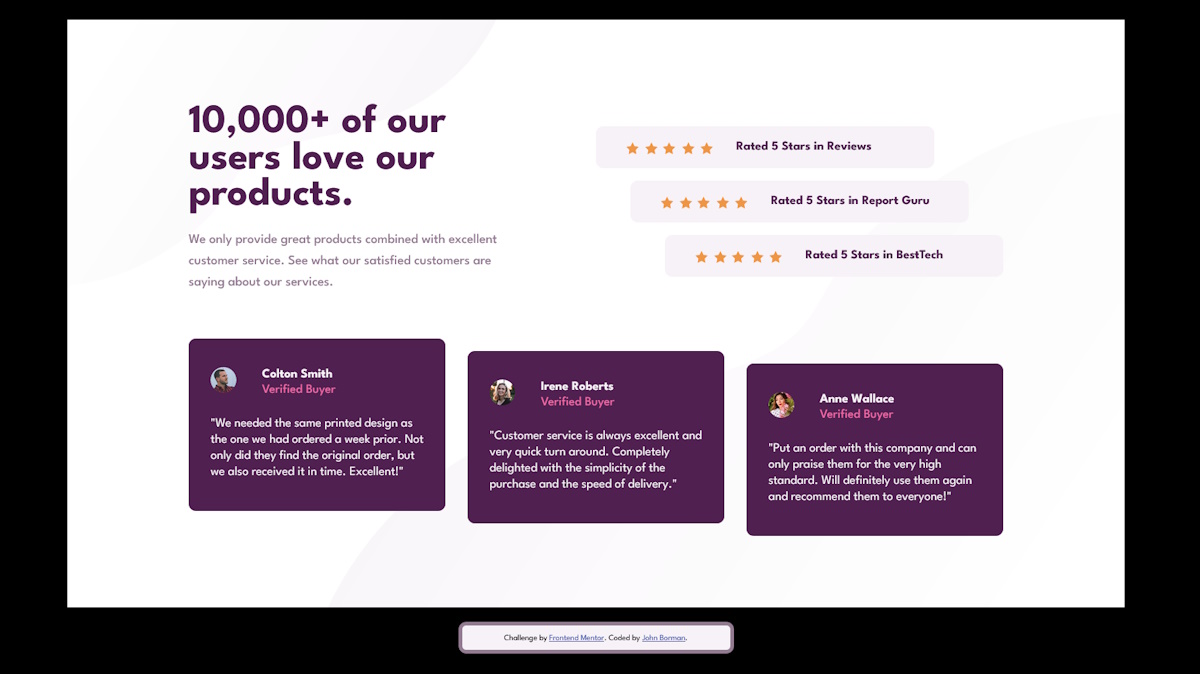 10,000+ of our
users love our
products.
We only provide great products combined with excellent
customer service. See what our satisfied customers are
saying about our services.
Rated 5 Stars in Reviews
Rated 5 Stars in Report Guru
Rated 5 Stars in BestTech
Colton Smith
Verified Buyer
"We needed the same printed design as
the one we had ordered a week prior. Not
only did they find the original order, but
we also received it in time. Excellent!"
Irene Roberts
Verified Buyer
"Customer service is always excellent and
very quick turn around. Completely
delighted with the simplicity of the
purchase and the speed of delivery."
Anne Wallace
Verified Buyer
"Put an order with this company and can
only praise them for the very high
standard. Will definitely use them again
and recommend them to everyone!"
Challenge by Frontend Mentor. Coded by John Borman.